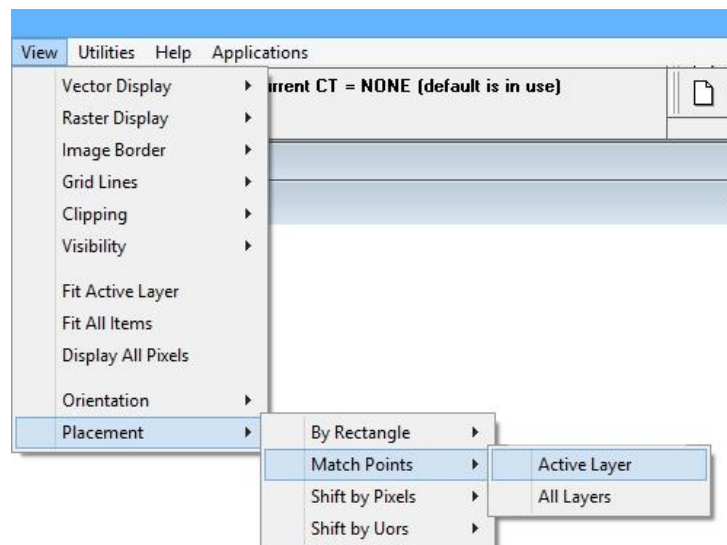 View Utilities Help Applications
Vector Display
rrent CT = NONE (default is in use)
Raster Display
Image Border
Grid Lines
Clipping
Visibility
Fit Active Layer
Fit All Items
Display All Pixels
Orientation
Placement
By Rectangle
Match Points
Active Layer
Shift by Pixels
All Layers
Shift by Uors